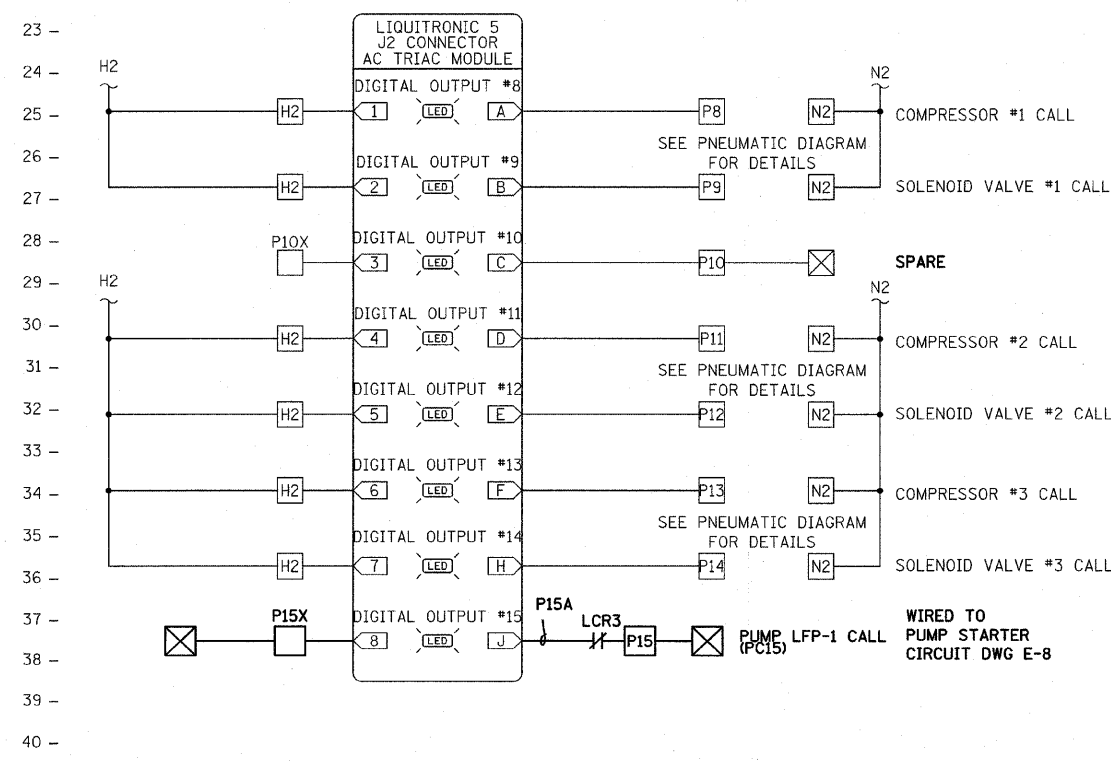 23 –
LIQUITRONIC 5
J2 CONNECTOR
AC TRIAC MODULE
24 –
H2
N2
DIGITAL OUTPUT #8
25 –
H2
1
LED
A
P8
N2
COMPRESSOR #1 CALL
SEE PNEUMATIC DIAGRAM
FOR DETAILS
26 –
DIGITAL OUTPUT #9
27 –
H2
2
LED
B
P9
N2
SOLENOID VALVE #1 CALL
28 –
P10X
DIGITAL OUTPUT #10
3
LED
C
P10
SPARE
29 –
H2
N2
30 –
DIGITAL OUTPUT #11
H2
4
LED
D
P11
N2
COMPRESSOR #2 CALL
31 –
SEE PNEUMATIC DIAGRAM
FOR DETAILS
DIGITAL OUTPUT #12
32 –
H2
5
LED
E
P12
N2
SOLENOID VALVE #2 CALL
33 –
DIGITAL OUTPUT #13
34 –
H2
6
LED
F
P13
N2
COMPRESSOR #3 CALL
SEE PNEUMATIC DIAGRAM
FOR DETAILS
35 –
DIGITAL OUTPUT #14
36 –
H2
7
LED
H
P14
N2
SOLENOID VALVE #3 CALL
37 –
P15X
DIGITAL OUTPUT #15
8
LED
J
P15A
LCR3
P15
PUMP LFP-1 CALL
(PC15)
WIRED TO
PUMP STARTER
CIRCUIT DWG E-8
38 –
39 –
40 –